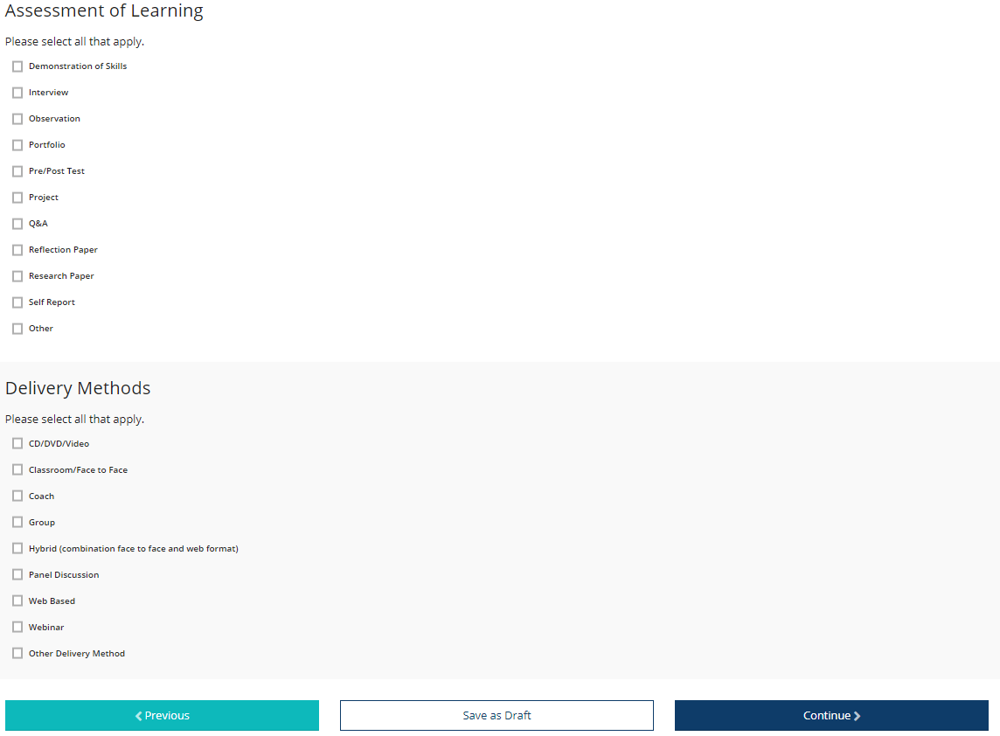 Assessment of Learning
Please select all that apply.
Demonstration of Skills
Interview
Observation
Portfolio
Pre/Post Test
Project
Q&A
Reflection Paper
Research Paper
Self Report
Other
Delivery Methods
Please select all that apply.
CD/DVD/Video
Classroom/Face to Face
Coach
Group
Hybrid (combination face to face and web format)
Panel Discussion
Web Based
Webinar
Other Delivery Method
Previous
Save as Draft
Continue